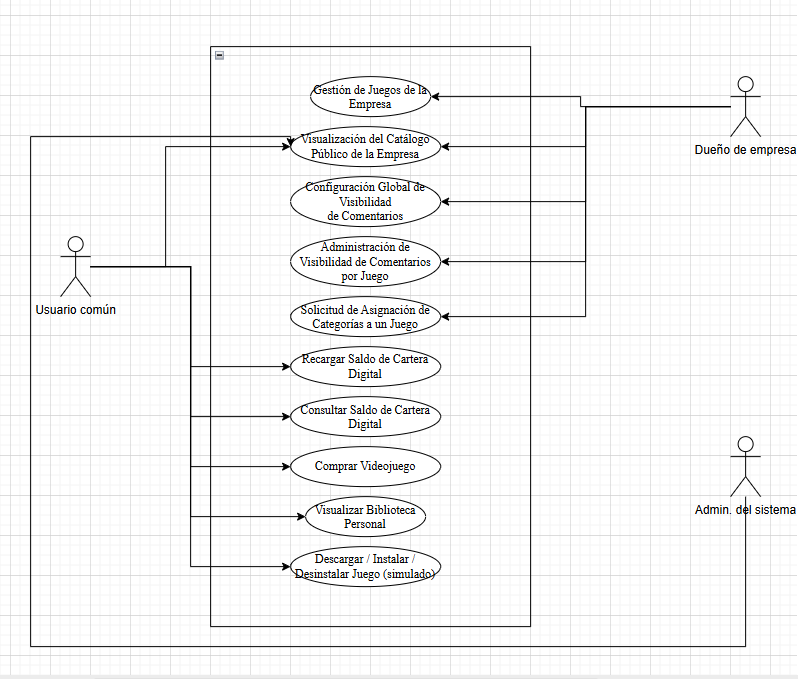 Gestión de Juegos de la
Empresa
Dueño de empresa
Visualización del Catálogo
Público de la Empresa
Configuración Global de
Visibilidad
de Comentarios
Administración de
Visibilidad de Comentarios
por Juego
Usuario común
Solicitud de Asignación de
Categorías a un Juego
Recargar Saldo de Cartera
Digital
Consultar Saldo de Cartera
Digital
Comprar Videojuego
Visualizar Biblioteca
Personal
Admin. del sistema
Descargar / Instalar /
Desinstalar Juego (simulado)